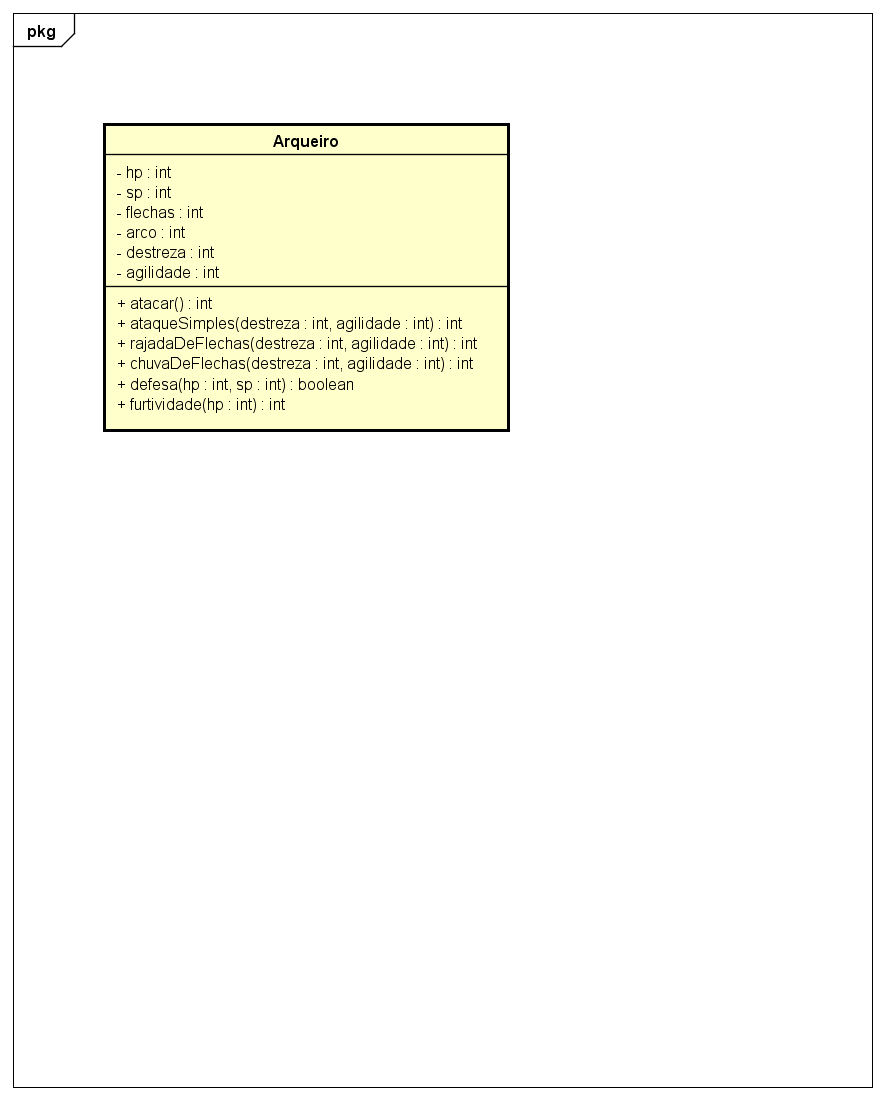 pkg
Arqueiro
- hp : int
- sp : int
- flechas : int
- arco : int
- destreza : int
- agilidade : int
+ atacar() : int
+ ataqueSimples(destreza : int, agilidade : int) : int
+ rajadaDeFlechas(destreza : int, agilidade : int) : int
+ chuvaDeFlechas(destreza : int, agilidade : int) : int
+ defesa(hp : int, sp : int) : boolean
+ furtividade(hp : int) : int